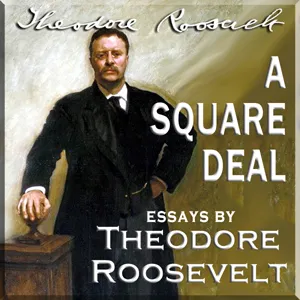 Theodore Roosevelt
A
SQUARE
DEAL
ESSAYS BY
THEODORE
ROOSEVELT